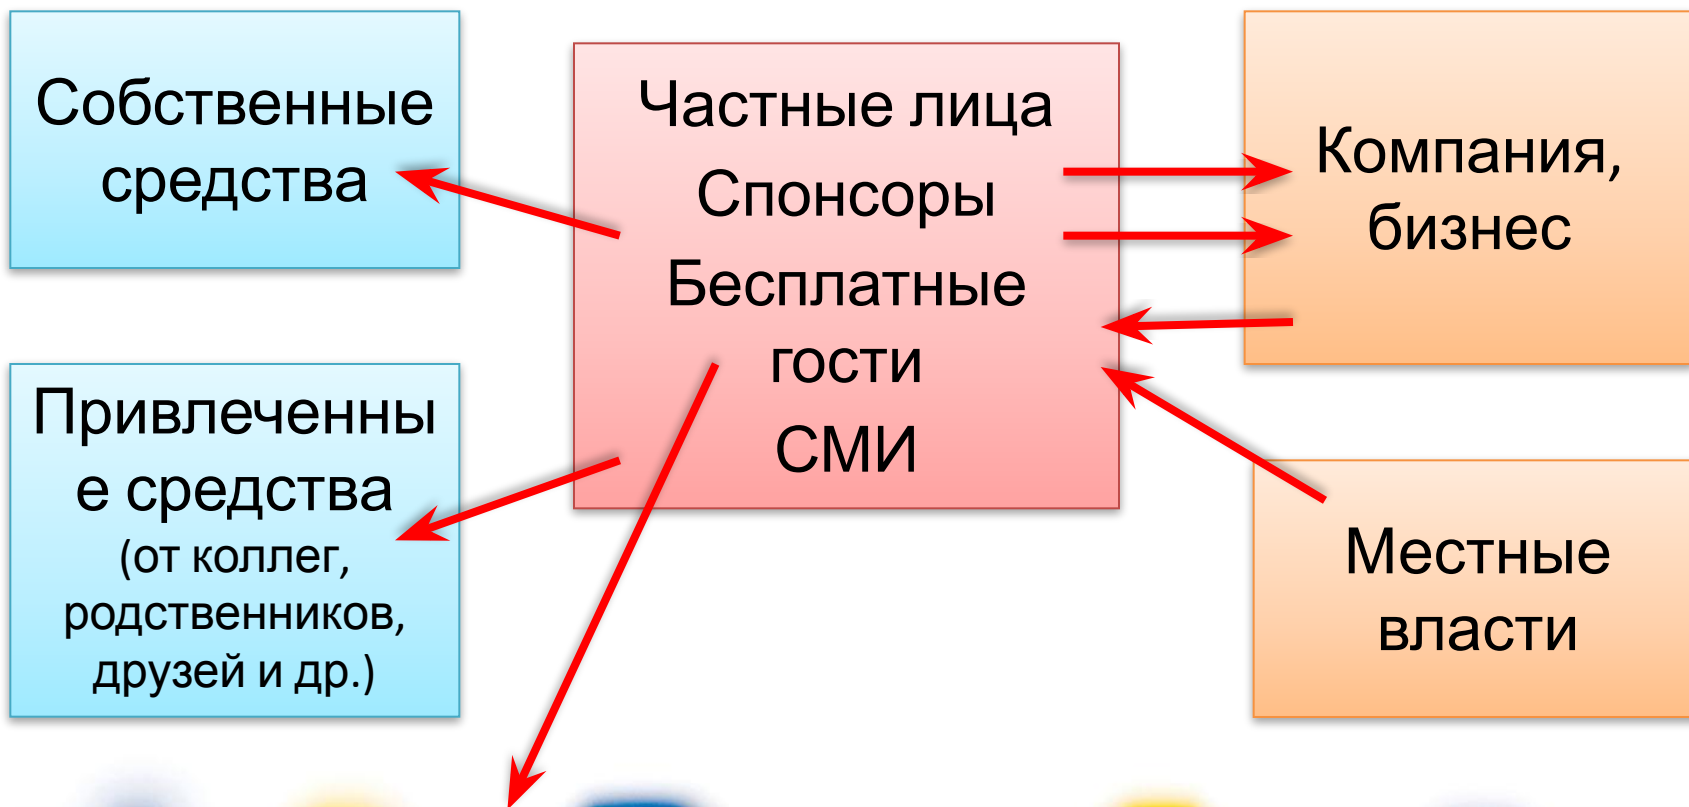 Собственные
средства
Частные лица
Спонсоры
Бесплатные
гости
СМИ
Компания,
бизнес
Привлеченны
е средства
(от коллег,
родственников,
друзей и др.)
Местные
власти